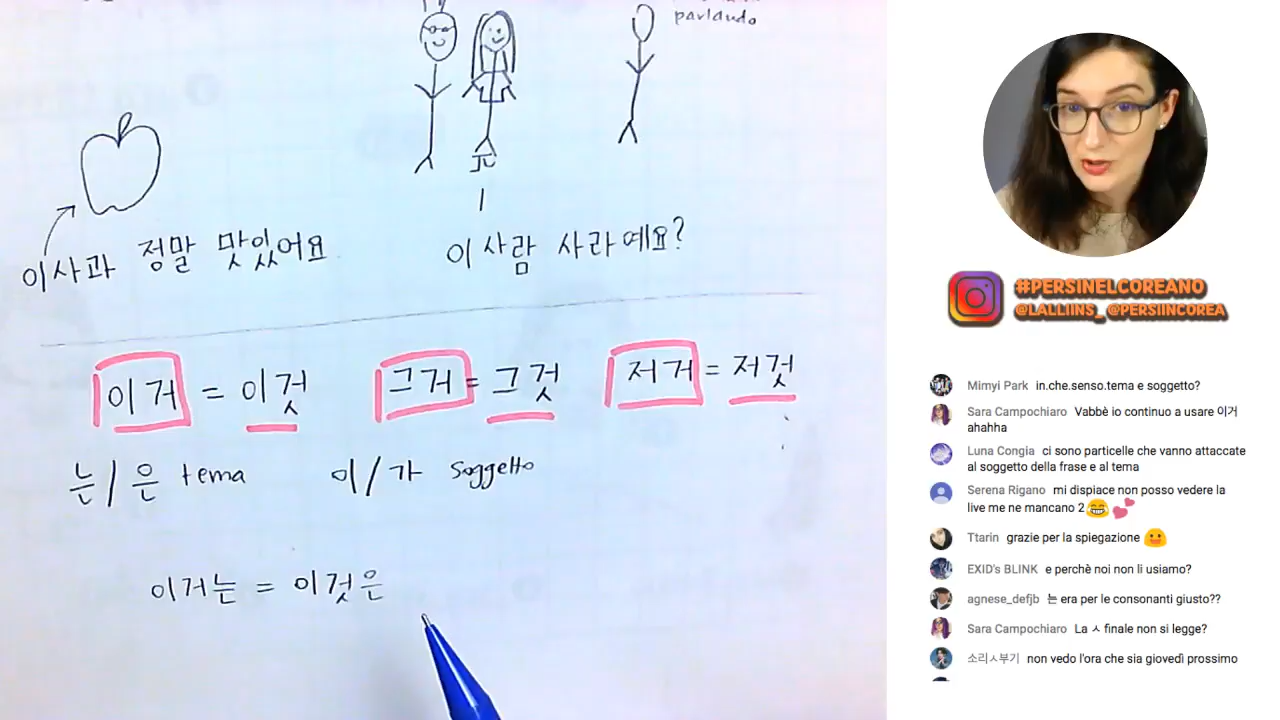 parlando
이사과 정말 맛있어요
이 사람 사라예요?
이거 = 이것 그거 = 그것 저거 = 저것
는/은 tema 이/가 soggetto
이거는 = 이것은
#PERSINELCOREANO
@LALLIINS_ @PERSIINCOREA
Mimyi Park in.che.senso.tema e soggetto?
Sara Campochiaro Vabbè io continuo a usare 이거
ahahha
Luna Congia ci sono particelle che vanno attaccate
al soggetto della frase e al tema
Serena Rigano mi dispiace non posso vedere la
live me ne mancano 2😂💕
Ttarin grazie per la spiegazione
EXID's BLINK e perchè noi non li usiamo?
agnese_defjb 는 era per le consonanti giusto??
Sara Campochiaro La ㅅ finale non si legge?
소리ㅅ부기 non vedo l'ora che sia giovedì prossimo